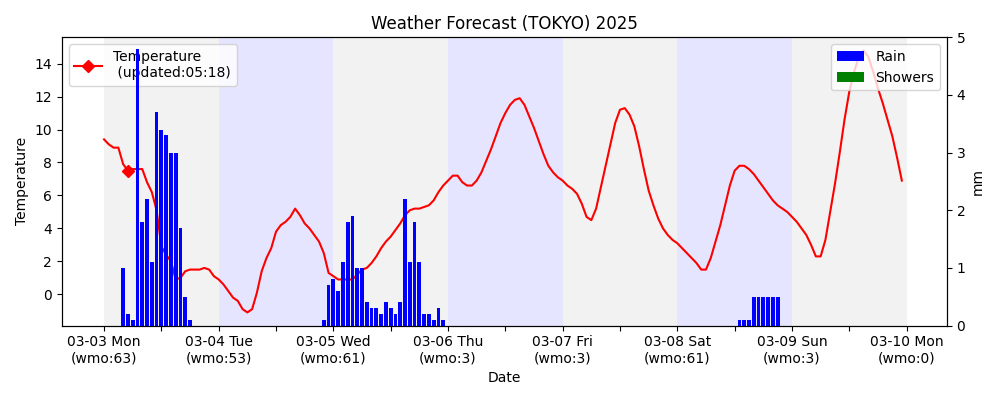 Weather Forecast (TOKYO) 2025
Temperature
(updated:05:18)
Rain
Showers
Temperature
14
12
10
8
6
4
2
0
5
4
3
2
1
0
mm
03-03 Mon
(wmo:63)
03-04 Tue
(wmo:53)
03-05 Wed
(wmo:61)
03-06 Thu
(wmo:3)
03-07 Fri
(wmo:3)
03-08 Sat
(wmo:61)
03-09 Sun
(wmo:3)
03-10 Mon
(wmo:0)
Date